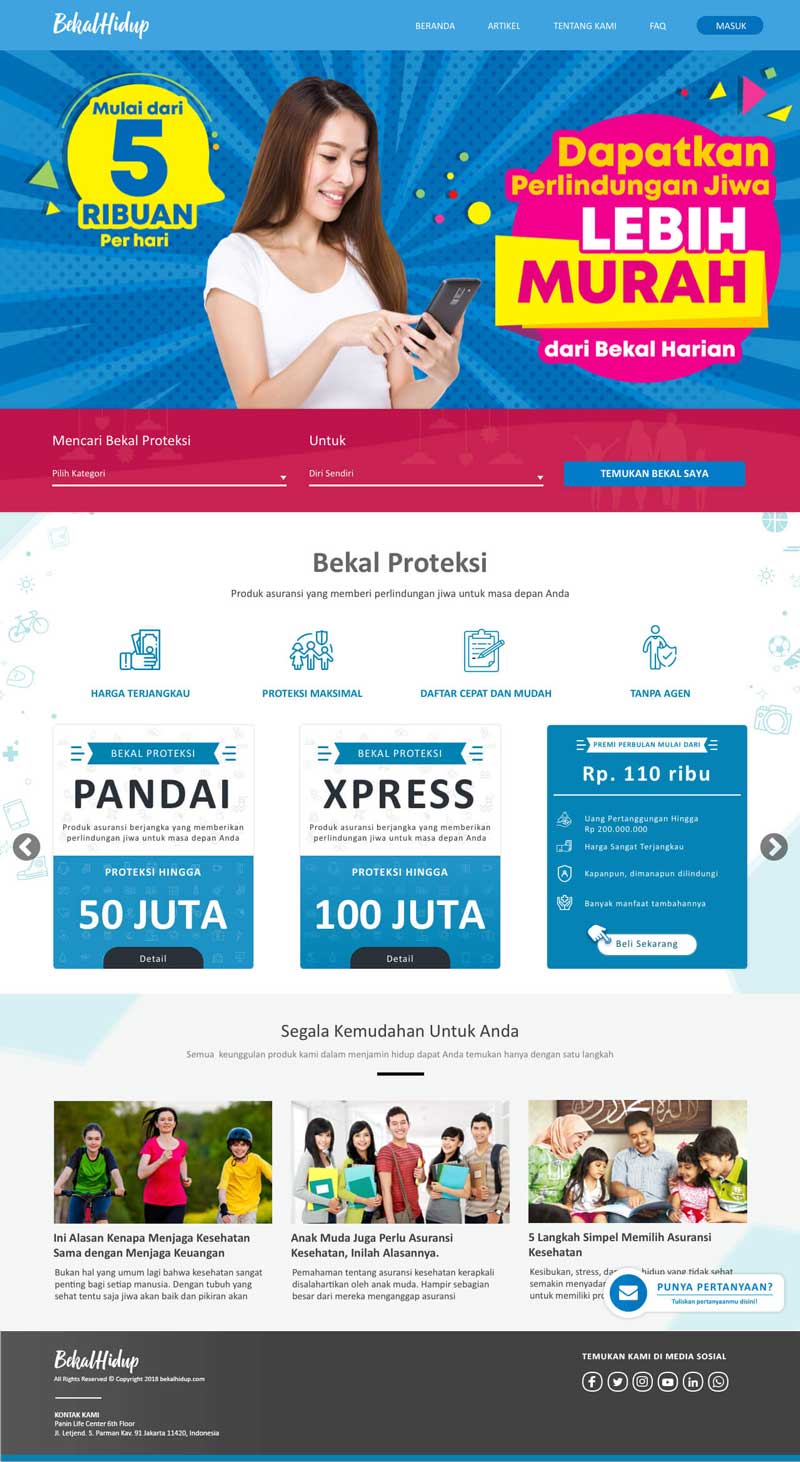 BekalHidup
BERANDA ARTIKEL TENTANG KAMI FAQ MASUK
Mulai dari
5
RIBUAN
Per hari
Dapatkan
Perlindungan Jiwa
LEBIH
MURAH
dari Bekal Harian
Mencari Bekal Proteksi
Pilih Kategori
Untuk
Diri Sendiri
TEMUKAN BEKAL SAYA
Bekal Proteksi
Produk asuransi yang memberi perlindungan jiwa untuk masa depan Anda
HARGA TERJANGKAU
PROTEKSI MAKSIMAL
DAFTAR CEPAT DAN MUDAH
TANPA AGEN
BEKAL PROTEKSI
PANDAI
Produk asuransi berjangka yang memberikan
perlindungan jiwa untuk masa depan Anda
PROTEKSI HINGGA
50 JUTA
Detail
BEKAL PROTEKSI
XPRESS
Produk asuransi berjangka yang memberikan
perlindungan jiwa untuk masa depan Anda
PROTEKSI HINGGA
100 JUTA
Detail
PREMI PERBULAN MULAI DARI
Rp. 110 ribu
Uang Pertanggungan Hingga
Rp 200.000.000
Harga Sangat Terjangkau
Kapanpun, dimanapun dilindungi
Banyak manfaat tambahannya
Beli Sekarang
Segala Kemudahan Untuk Anda
Semua keunggulan produk kami dalam menjamin hidup dapat Anda temukan hanya dengan satu langkah
Ini Alasan Kenapa Menjaga Kesehatan
Sama dengan Menjaga Keuangan
Bukan hal yang umum lagi bahwa kesehatan sangat
penting bagi setiap manusia. Dengan tubuh yang
sehat tentu saja jiwa akan baik dan pikiran akan
Anak Muda Juga Perlu Asuransi
Kesehatan, Inilah Alasannya.
Pemahaman tentang asuransi kesehatan kerapkali
disalahartikan oleh anak muda. Hampir sebagian
besar dari mereka menganggap asuransi
5 Langkah Simpel Memilih Asuransi
Kesehatan
Kesibukan, stress, hidup yang tidak sehat
semakin menyadar
untuk memiliki pro
PUNYA PERTANYAAN?
Tuliskan pertanyaanmu disini!
BekalHidup
All Rights Reserved © Copyright 2018 bekalhidup.com
KONTAK KAMI
Panin Life Center 6th Floor
Jl. Letjend. S. Parman Kav. 91 Jakarta 11420, Indonesia
TEMUKAN KAMI DI MEDIA SOSIAL